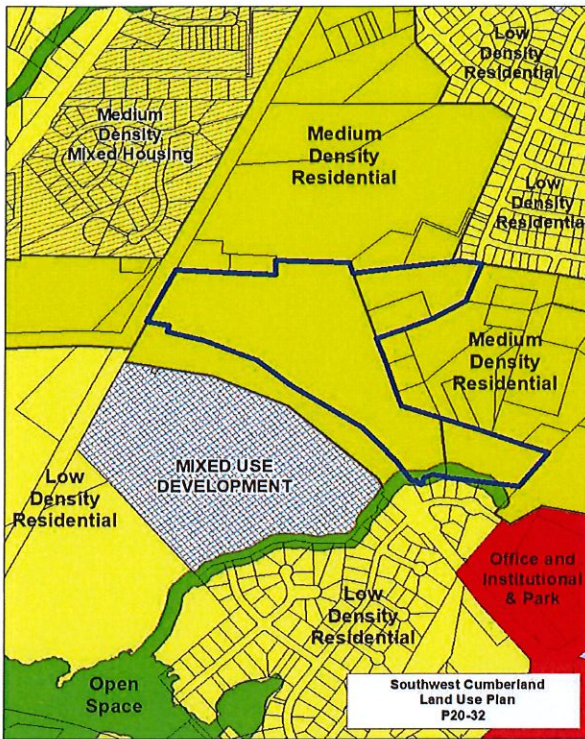 Low
Density
Residential
Medium
Density
Mixed Housing
Medium
Density
Residential
Low
Density
Residential
Medium
Density
Residential
MIXED USE
DEVELOPMENT
Low
Density
Residential
Office and
Institutional
& Park
Low
Density
Residential
Open
Space
Southwest Cumberland
Land Use Plan
P20-32